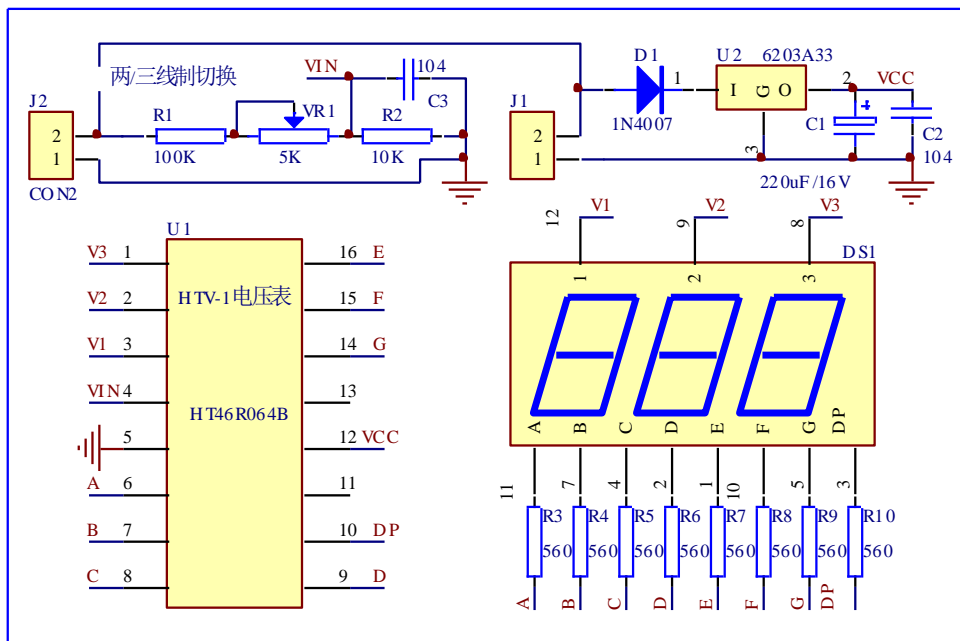 两/三线制切换
VIN
104
C3
D1
1N4007
1
U2
6203A33
I G O
2
VCC
3
C1
220uF/16V
C2
104
J2
2
1
CON2
R1
100K
VR1
5K
R2
10K
J1
2
1
U1
HTV-1电压表
HT46R064B
V3 1
V2 2
V1 3
VIN 4
5
A 6
B 7
C 8
16 E
15 F
14 G
13
12 VCC
11
10 DP
9 D
12 V1
9 V2
8 V3
DS1
1 2 3
A B C D E F G DP
11 7 4 2 1 10 5 3
R3 R4 R5 R6 R7 R8 R9 R10
560 560 560 560 560 560 560 560
A B C D E F G DP